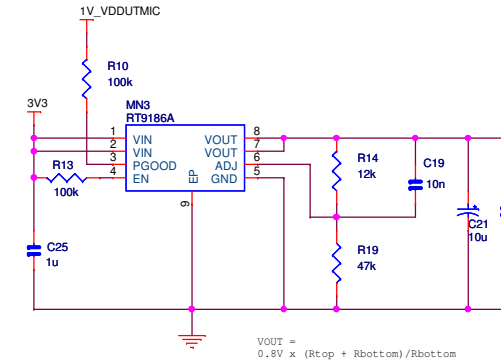 1V_VDDUTMIC
R10
100k
3V3
MN3
RT9186A
1 VIN VOUT 8
2 VIN VOUT 7
3 PGOOD ADJ 6
4 EN GND 5
EP
9
R13
100k
R14
12k
C19
10n
C21
10u
R19
47k
C25
1u
VOUT =
0.8V x (Rtop + Rbottom)/Rbottom